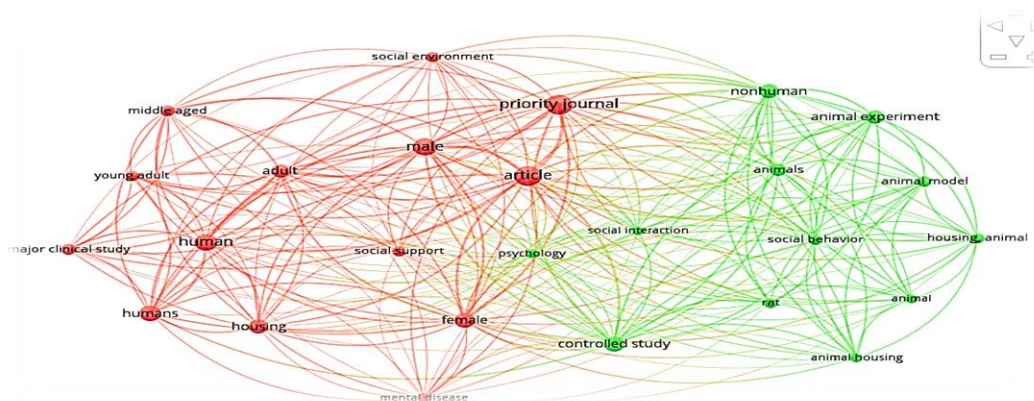 social environment
nonhuman
priority journal
middle aged
animal experiment
male
adult
article
animals
young adult
animal model
social interaction
human
social support
psychology
social behavior
housing, animal
major clinical study
rat
animal
humans
housing
female
controlled study
animal housing
mental disease